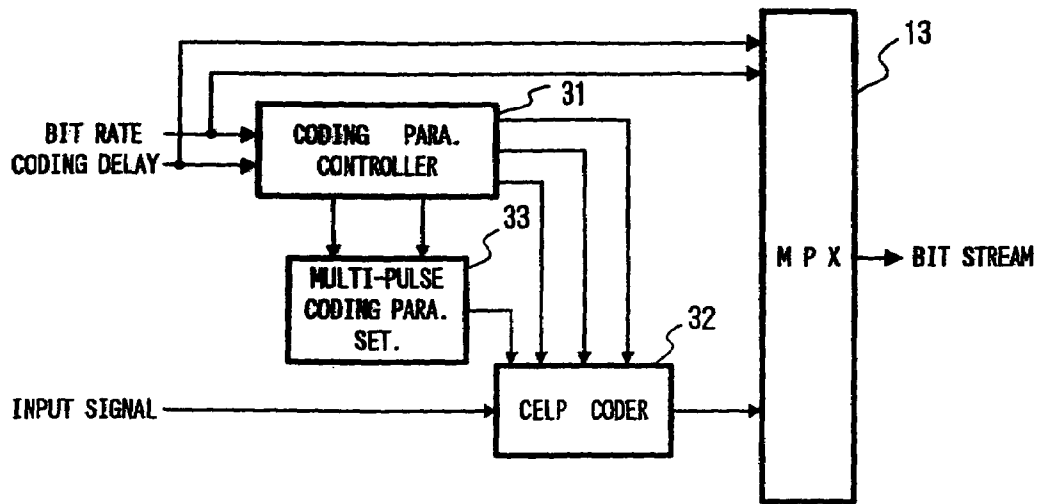 13
31
BIT RATE
CODING DELAY
CODING PARA.
CONTROLLER
33
MULTI-PULSE
CODING PARA.
SET.
M P X
BIT STREAM
32
INPUT SIGNAL
CELP CODER